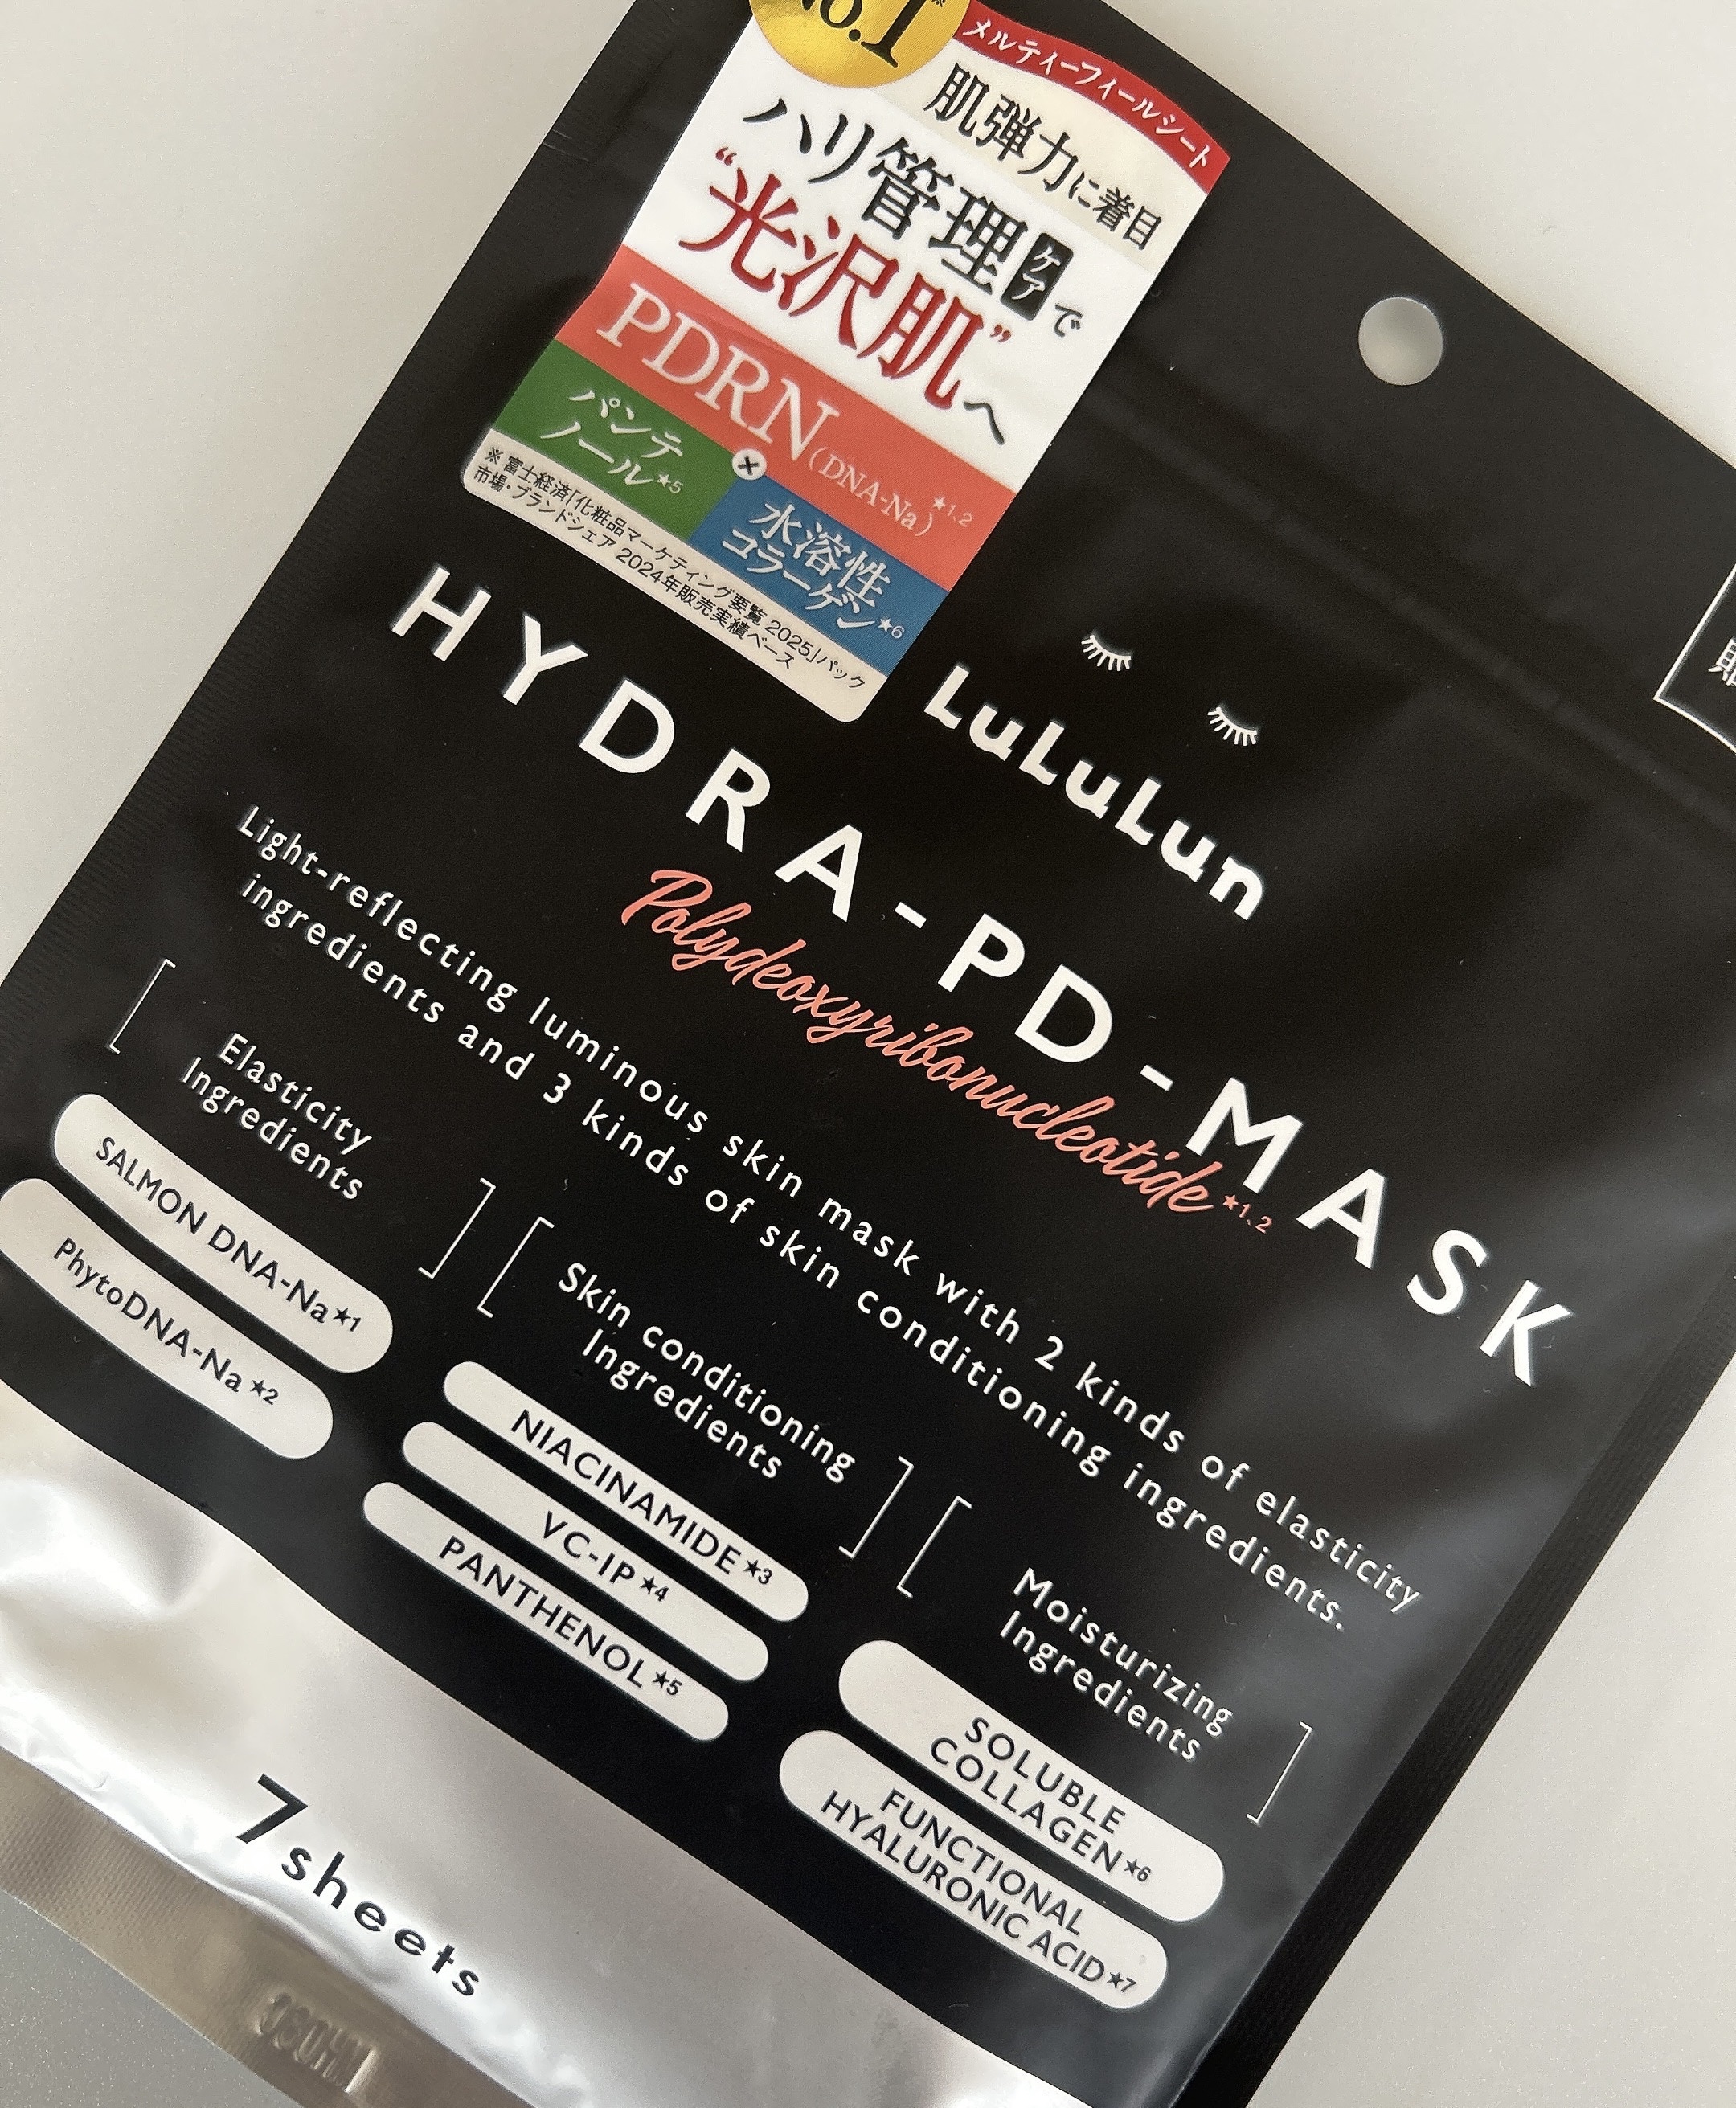 No.1※
メルティーフィールシート
肌弾力に着目
ハリ管理ケアで
“光沢肌”へ
PDRN(DNA-Na)★1、2
パンテ
ノール★5
×
水溶性
コラーゲン★6
※ 富士経済「化粧品マーケティング要覧 2025」パック
市場・ブランドシェア 2024年販売実績ベース
LuLuLun
HYDRA-PD-MASK
Polydeoxyribonucleotide★1、2
Light-reflecting luminous skin mask with 2 kinds of elasticity
ingredients and 3 kinds of skin conditioning ingredients.
Elasticity
Ingredients
SALMON DNA-Na★1
PhytoDNA-Na★2
Skin conditioning
Ingredients
NIACINAMIDE★3
VC-IP★4
PANTHENOL★5
Moisturizing
Ingredients
SOLUBLE
COLLAGEN★6
FUNCTIONAL
HYALURONIC ACID★7
7 sheets